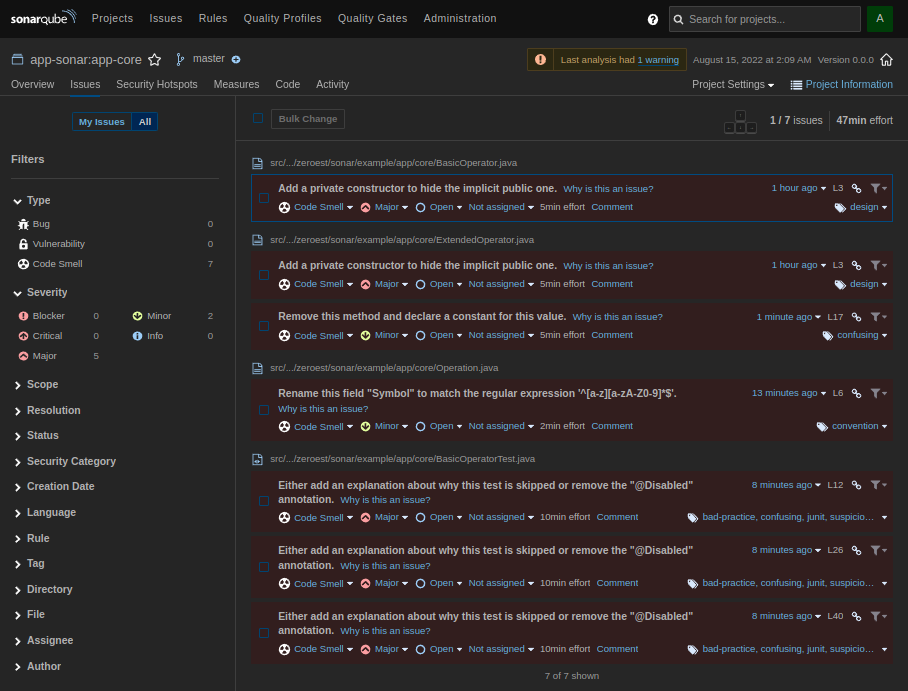 sonarqube Projects Issues Rules Quality Profiles Quality Gates Administration ? Search for projects... A
app-sonar:app-core master Last analysis had 1 warning August 15, 2022 at 2:09 AM Version 0.0.0
Overview Issues Security Hotspots Measures Code Activity Project Settings Project Information
My Issues All
Bulk Change 1 / 7 issues 47min effort
Filters
Type
Bug 0
Vulnerability 0
Code Smell 7
Severity
Blocker 0 Minor 2
Critical 0 Info 0
Major 5
Scope
Resolution
Status
Security Category
Creation Date
Language
Rule
Tag
Directory
File
Assignee
Author
src/.../zeroest/sonar/example/app/core/BasicOperator.java
Add a private constructor to hide the implicit public one. Why is this an issue? 1 hour ago L3
Code Smell Major Open Not assigned 5min effort Comment design
src/.../zeroest/sonar/example/app/core/ExtendedOperator.java
Add a private constructor to hide the implicit public one. Why is this an issue? 1 hour ago L3
Code Smell Major Open Not assigned 5min effort Comment design
Remove this method and declare a constant for this value. Why is this an issue? 1 minute ago L17
Code Smell Minor Open Not assigned 5min effort Comment confusing
src/.../zeroest/sonar/example/app/core/Operation.java
Rename this field "Symbol" to match the regular expression '^[a-z][a-zA-Z0-9]*$'. 13 minutes ago L6
Why is this an issue?
Code Smell Minor Open Not assigned 2min effort Comment convention
src/.../zeroest/sonar/example/app/core/BasicOperatorTest.java
Either add an explanation about why this test is skipped or remove the "@Disabled" 8 minutes ago L12
annotation. Why is this an issue?
Code Smell Major Open Not assigned 10min effort Comment bad-practice, confusing, junit, suspicio...
Either add an explanation about why this test is skipped or remove the "@Disabled" 8 minutes ago L26
annotation. Why is this an issue?
Code Smell Major Open Not assigned 10min effort Comment bad-practice, confusing, junit, suspicio...
Either add an explanation about why this test is skipped or remove the "@Disabled" 8 minutes ago L40
annotation. Why is this an issue?
Code Smell Major Open Not assigned 10min effort Comment bad-practice, confusing, junit, suspicio...
7 of 7 shown